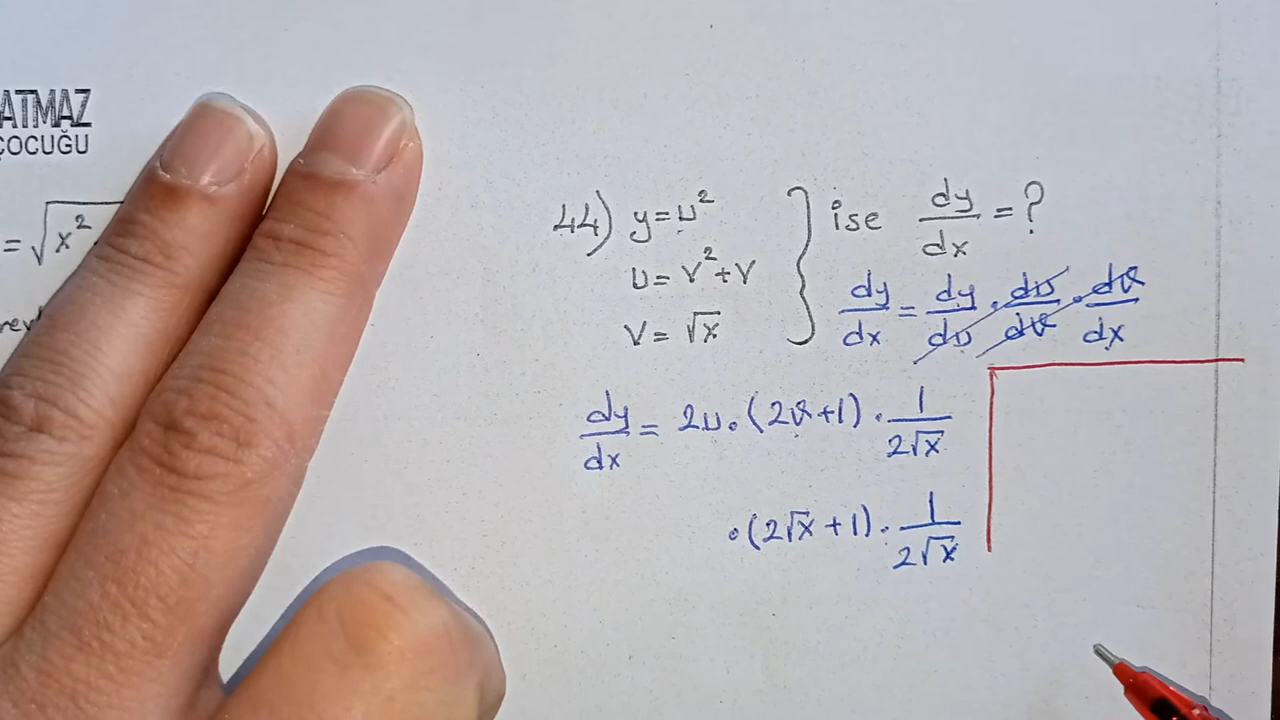 ATMAZ
ÇOCUĞU
= √x²
44) y=u² } ise dy/dx = ?
u= v²+v
v= √x
dy/dx = dy/du · du/dv · dv/dx
dy/dx = 2u·(2v+1) · 1/2√x
·(2√x+1) · 1/2√x